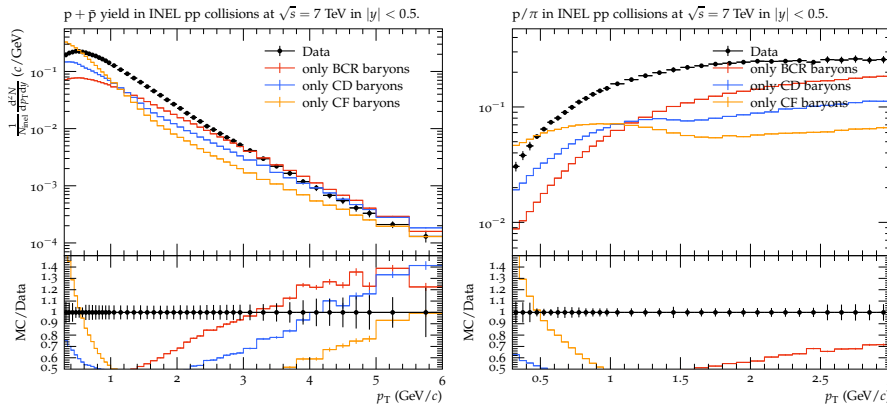 p + p̄ yield in INEL pp collisions at √s = 7 TeV in |y| < 0.5.
1/N_inel d²N/dp_T dy (c/GeV)
10⁻¹
10⁻²
10⁻³
10⁻⁴
Data
only BCR baryons
only CD baryons
only CF baryons
MC/Data
1.4
1.3
1.2
1.1
1
0.9
0.8
0.7
0.6
0.5
1 2 3 4 5 6
p_T (GeV/c)
p/π in INEL pp collisions at √s = 7 TeV in |y| < 0.5.
10⁻¹
10⁻²
Data
only BCR baryons
only CD baryons
only CF baryons
MC/Data
1.4
1.3
1.2
1.1
1
0.9
0.8
0.7
0.6
0.5
0.5 1 1.5 2 2.5
p_T (GeV/c)